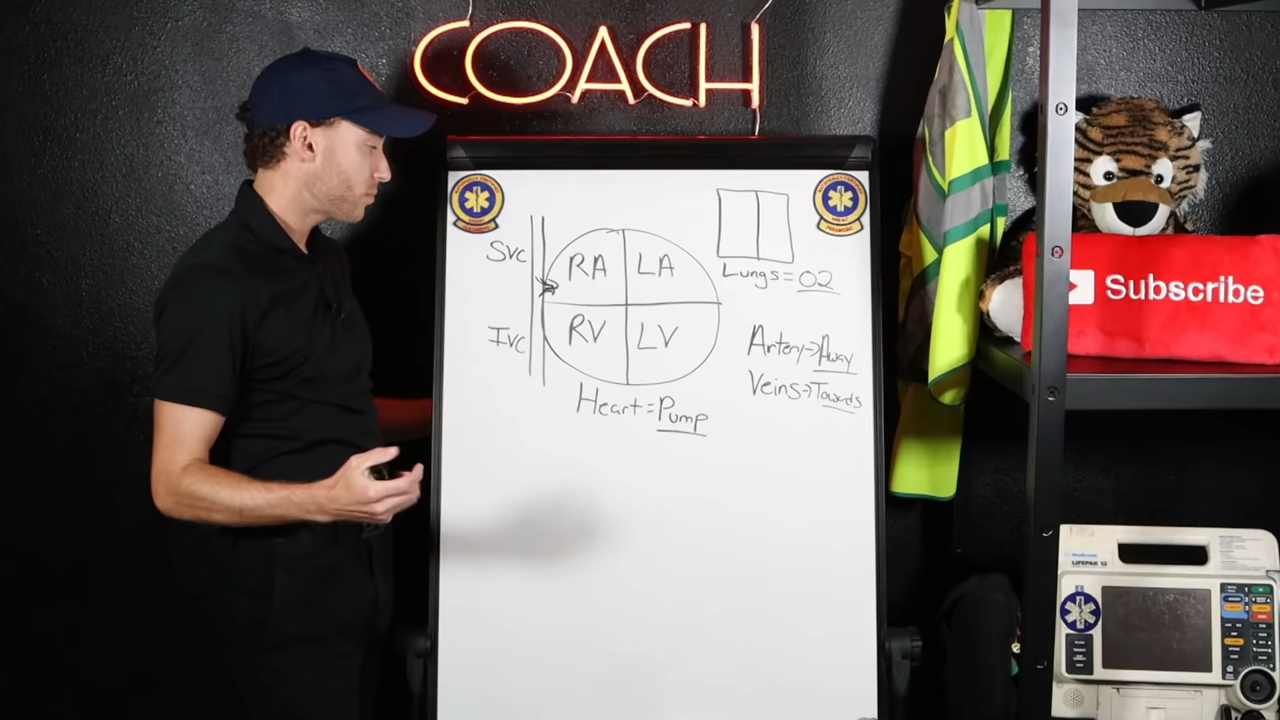 COACH
SVC
IVC
RA
LA
RV
LV
Heart=Pump
Lungs=O2
Artery→Away
Veins→Towards
Subscribe
LIFEPAK 12